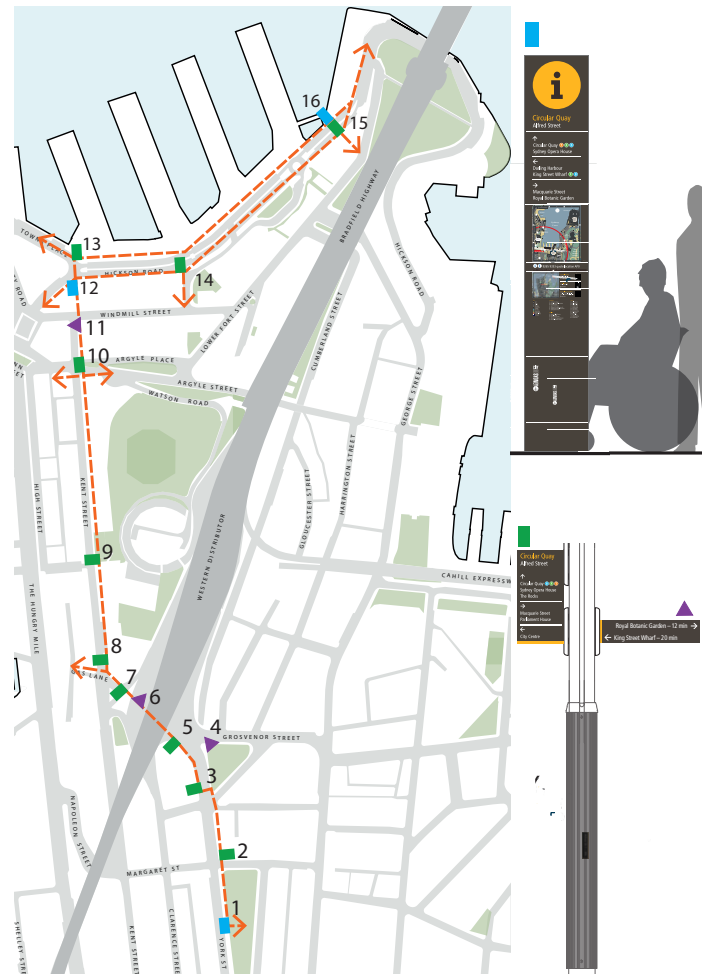 16
15
BRADFIELD HIGHWAY
TOWN PLACE
13
HICKSON ROAD
14
12
HICKSON ROAD
WINDMILL STREET
11
LOWER FORT STREET
CUMBERLAND STREET
10
ARGYLE PLACE
ARGYLE STREET
WATSON ROAD
GEORGE STREET
HIGH STREET
KENT STREET
GLOUCESTER STREET
HARRINGTON STREET
WESTERN DISTRIBUTOR
9
CAHILL EXPRESSW
THE HUNGRY MILE
8
GAS LANE
7
6
5
4
GROSVENOR STREET
3
NAPOLEON STREET
2
MARGARET ST
1
SHELLEY STREET
KENT STREET
CLARENCE STREET
YORK ST
i
Circular Quay
Alfred Street
↑
Circular Quay
Sydney Opera House
←
Darling Harbour
King Street Wharf
→
Macquarie Street
Royal Botanic Garden
Circular Quay
Alfred Street
↑
Circular Quay
Sydney Opera House
The Rocks
→
Macquarie Street
Parliament House
←
City Centre
Royal Botanic Garden – 12 min →
← King Street Wharf – 20 min